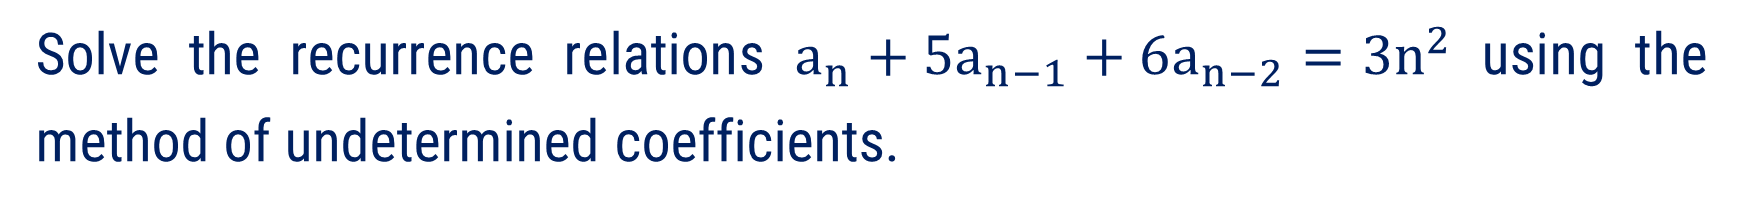 Solve the recurrence relations aₙ + 5aₙ₋₁ + 6aₙ₋₂ = 3n² using the
method of undetermined coefficients.